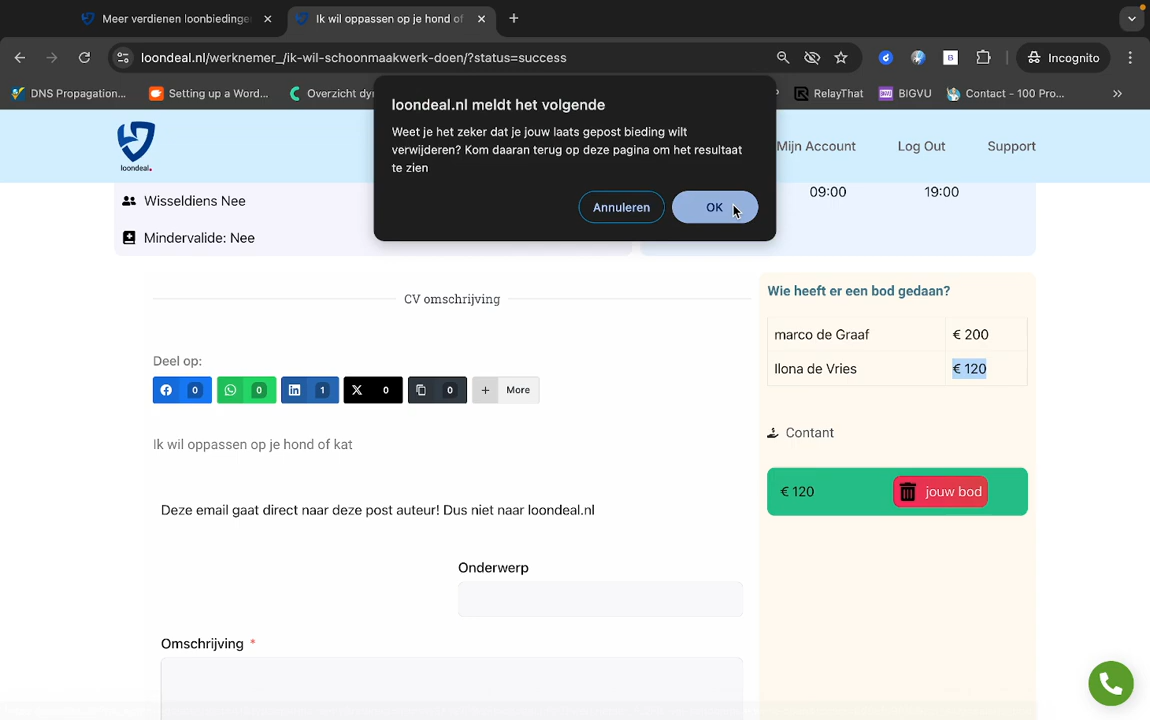 Meer verdienen loonbiedinge
Ik wil oppassen op je hond of
loondeal.nl/werknemer_/ik-wil-schoonmaakwerk-doen/?status=success
Incognito
DNS Propagation...
Setting up a Word...
Overzicht dy
RelayThat
BIGVU
Contact - 100 Pro...
loondeal.nl meldt het volgende
Weet je het zeker dat je jouw laats gepost bieding wilt
verwijderen? Kom daaran terug op deze pagina om het resultaat
te zien
Annuleren
OK
loondeal.
Mijn Account
Log Out
Support
Wisseldiens Nee
Mindervalide: Nee
09:00
19:00
CV omschrijving
Deel op:
0
0
1
0
0
More
Ik wil oppassen op je hond of kat
Deze email gaat direct naar deze post auteur! Dus niet naar loondeal.nl
Onderwerp
Omschrijving *
Wie heeft er een bod gedaan?
marco de Graaf € 200
Ilona de Vries € 120
Contant
€ 120
jouw bod